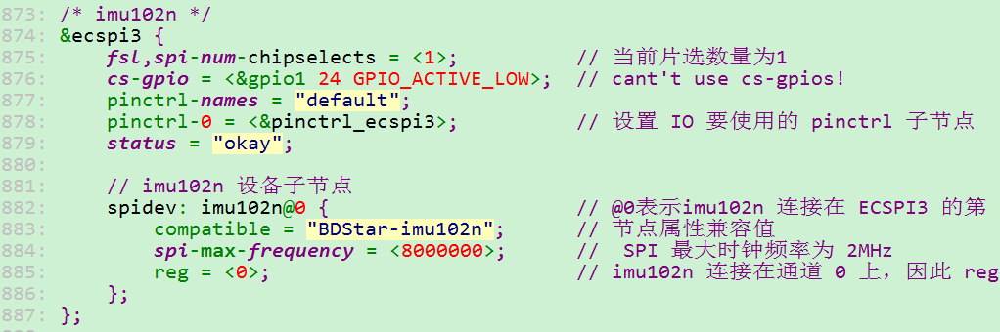 873: /* imu102n */
874: &ecspi3 {
875: fsl,spi-num-chipselects = <1>; // 当前片选数量为1
876: cs-gpio = <&gpio1 24 GPIO_ACTIVE_LOW>; // cant't use cs-gpios!
877: pinctrl-names = "default";
878: pinctrl-0 = <&pinctrl_ecspi3>; // 设置 IO 要使用的 pinctrl 子节点
879: status = "okay";
880:
881: // imu102n 设备子节点
882: spidev: imu102n@0 { // @0表示imu102n 连接在 ECSPI3 的第
883: compatible = "BDStar-imu102n"; // 节点属性兼容值
884: spi-max-frequency = <8000000>; // SPI 最大时钟频率为 2MHz
885: reg = <0>; // imu102n 连接在通道 0 上，因此 reg
886: };
887: };